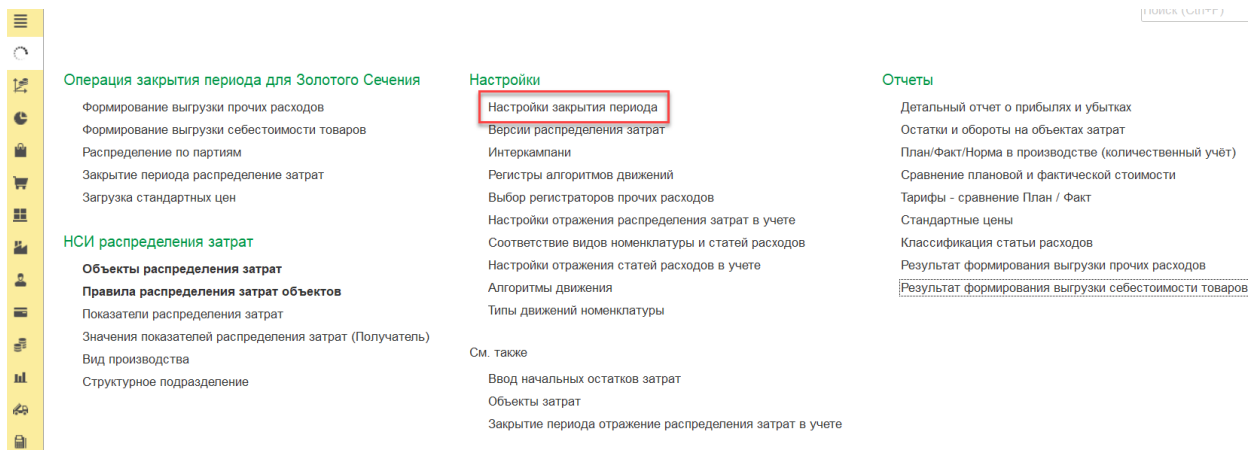 Поиск (Ctrl+F)
Операция закрытия периода для Золотого Сечения
Формирование выгрузки прочих расходов
Формирование выгрузки себестоимости товаров
Распределение по партиям
Закрытие периода распределение затрат
Загрузка стандартных цен
НСИ распределения затрат
Объекты распределения затрат
Правила распределения затрат объектов
Показатели распределения затрат
Значения показателей распределения затрат (Получатель)
Вид производства
Структурное подразделение
Настройки
Настройки закрытия периода
Версии распределения затрат
Интеркампани
Регистры алгоритмов движений
Выбор регистраторов прочих расходов
Настройки отражения распределения затрат в учете
Соответствие видов номенклатуры и статей расходов
Настройки отражения статей расходов в учете
Алгоритмы движения
Типы движений номенклатуры
См. также
Ввод начальных остатков затрат
Объекты затрат
Закрытие периода отражение распределения затрат в учете
Отчеты
Детальный отчет о прибылях и убытках
Остатки и обороты на объектах затрат
План/Факт/Норма в производстве (количественный учёт)
Сравнение плановой и фактической стоимости
Тарифы - сравнение План / Факт
Стандартные цены
Классификация статьи расходов
Результат формирования выгрузки прочих расходов
Результат формирования выгрузки себестоимости товаров